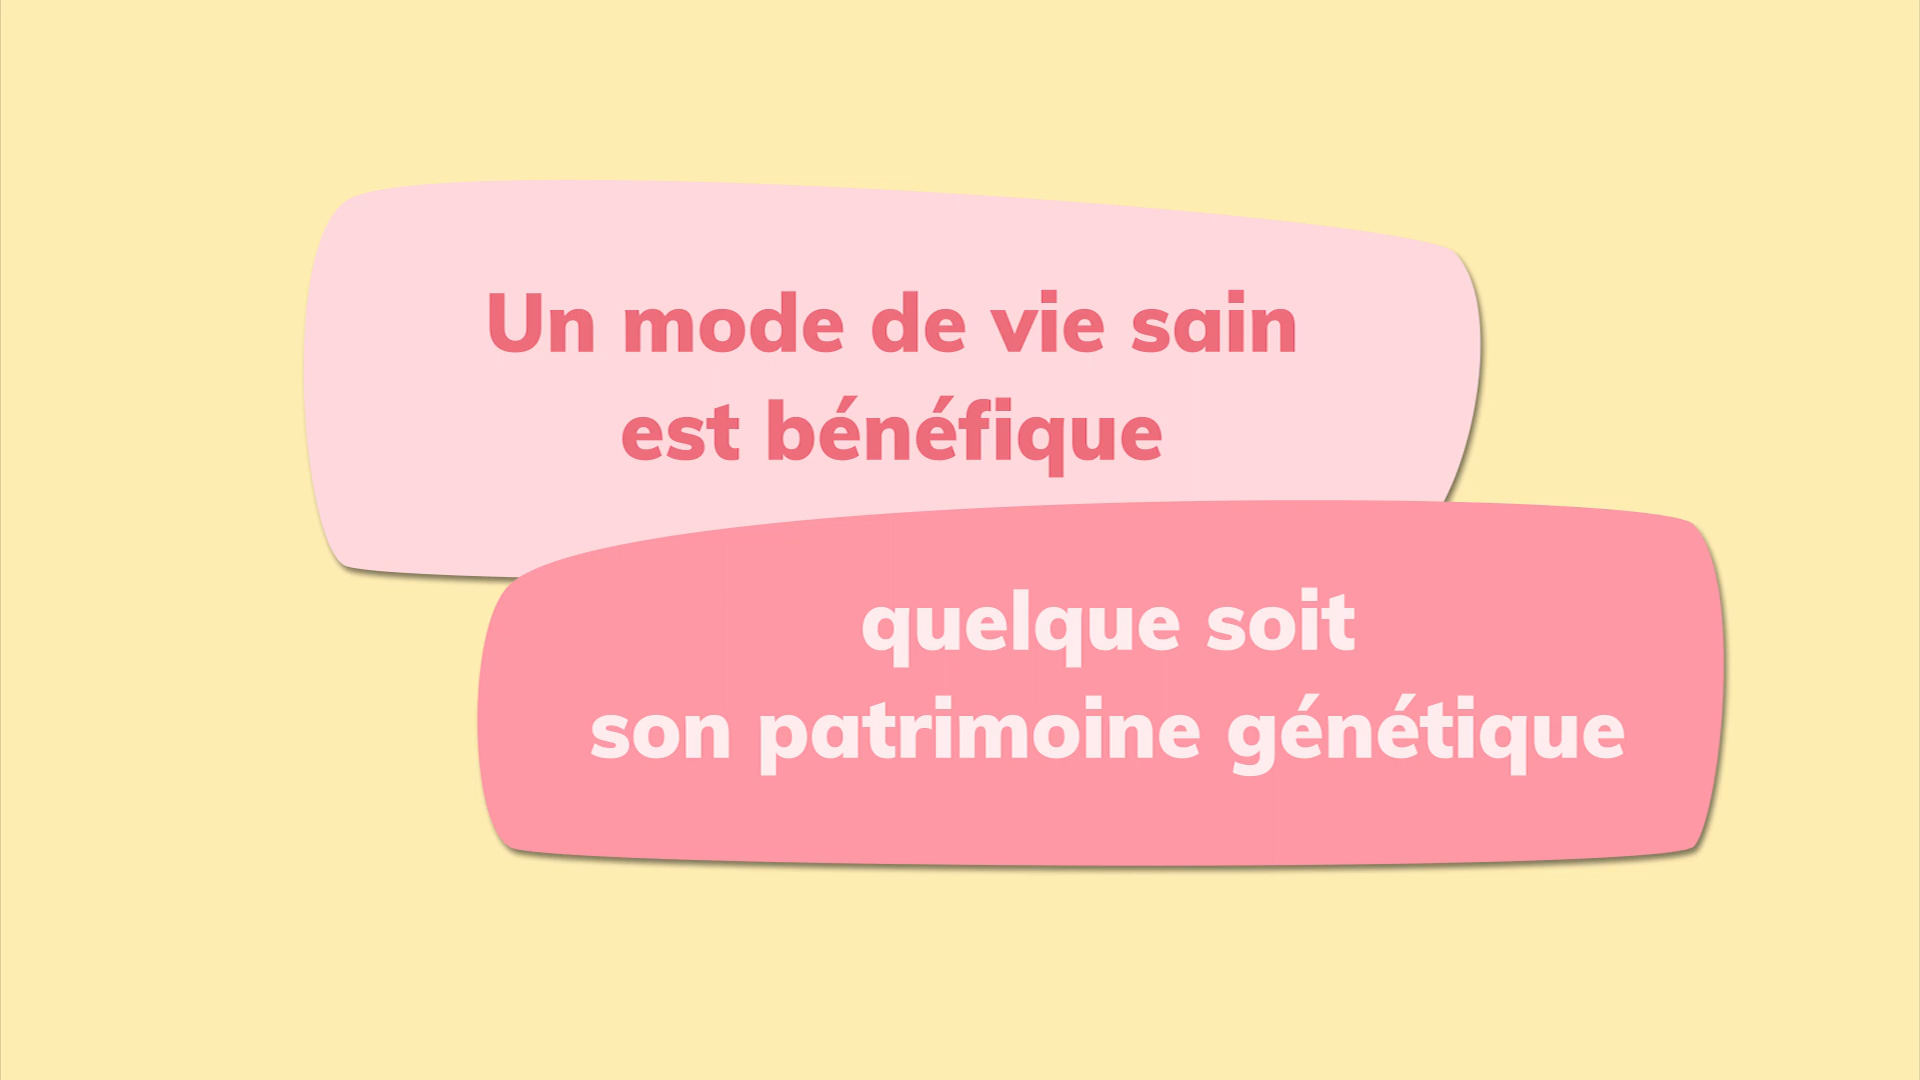 Un mode de vie sain
est bénéfique
quelque soit
son patrimoine génétique